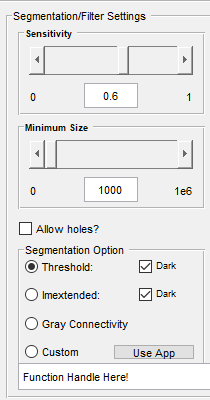 Segmentation/Filter Settings
Sensitivity
0 0.6 1
Minimum Size
0 1000 1e6
Allow holes?
Segmentation Option
Threshold: Dark
Imextended: Dark
Gray Connectivity
Custom Use App
Function Handle Here!